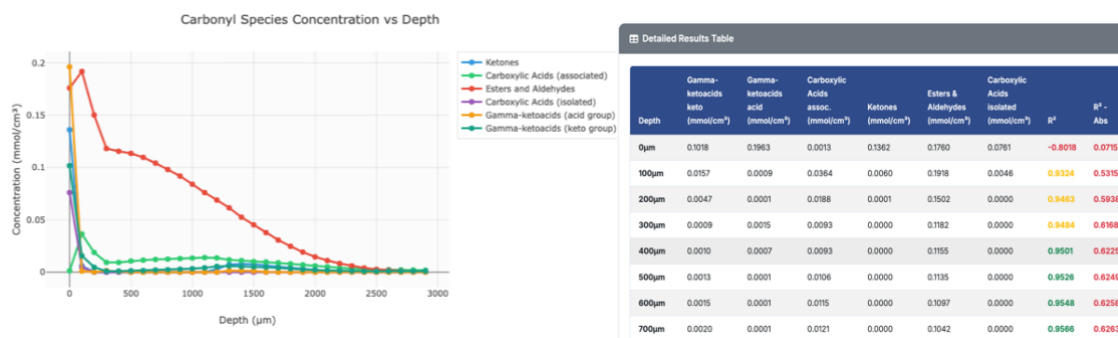 Carbonyl Species Concentration vs Depth
Concentration (mmol/cm³)
0.2
0.15
0.1
0.05
0
0
500
1000
1500
2000
2500
3000
Depth (μm)
Ketones
Carboxylic Acids (associated)
Esters and Aldehydes
Carboxylic Acids (isolated)
Gamma-ketoacids (acid group)
Gamma-ketoacids (keto group)
Detailed Results Table
Depth Gamma-ketoacids keto (mmol/cm³) Gamma-ketoacids acid (mmol/cm³) Carboxylic Acids assoc. (mmol/cm³) Ketones (mmol/cm³) Esters & Aldehydes (mmol/cm³) Carboxylic Acids isolated (mmol/cm³) R² R² - Abs
0μm 0.1018 0.1963 0.0013 0.1362 0.1760 0.0761 -0.8018 0.0715
100μm 0.0157 0.0009 0.0364 0.0060 0.1918 0.0046 0.9324 0.5315
200μm 0.0047 0.0001 0.0188 0.0001 0.1502 0.0000 0.9463 0.5938
300μm 0.0009 0.0015 0.0093 0.0000 0.1182 0.0000 0.9484 0.6168
400μm 0.0010 0.0007 0.0093 0.0000 0.1155 0.0000 0.9501 0.6225
500μm 0.0013 0.0001 0.0106 0.0000 0.1135 0.0000 0.9526 0.6249
600μm 0.0015 0.0001 0.0115 0.0000 0.1097 0.0000 0.9548 0.6258
700μm 0.0020 0.0001 0.0121 0.0000 0.1042 0.0000 0.9566 0.6263